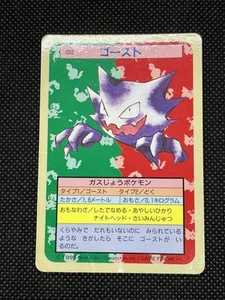 ゴースト
ガスじょうポケモン
タイプ1/ゴースト タイプ2/どく
たかさ/1.6メートル おもさ/0.1キログラム
おもなわざ/したでなめる・あやしいひかり
ナイトヘッド・さいみんじゅつ
くらやみで だれもいないのに みられている
ような きがしたら そこに ゴーストが
いるのだ。